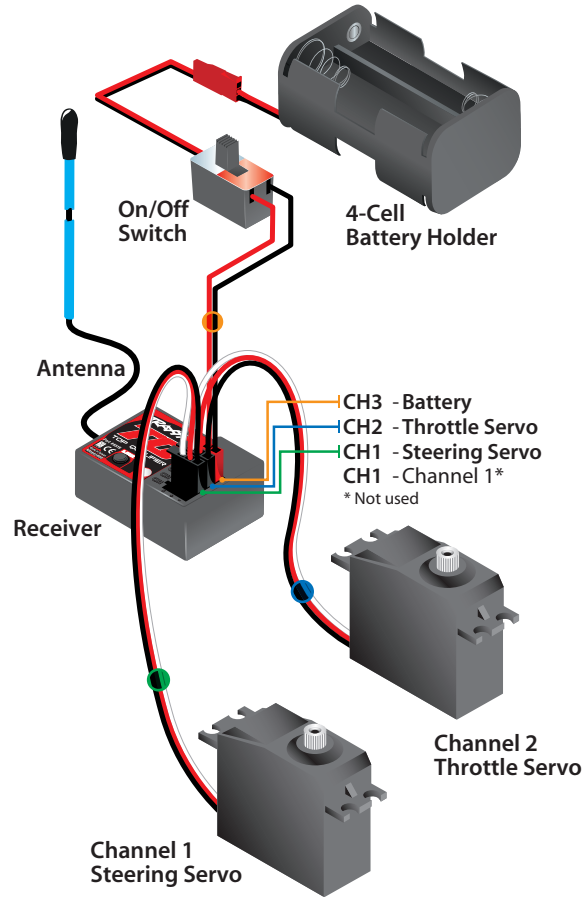 On/Off
Switch
4-Cell
Battery Holder
Antenna
CH3 - Battery
CH2 - Throttle Servo
CH1 - Steering Servo
CH1 - Channel 1*
* Not used
Receiver
Channel 2
Throttle Servo
Channel 1
Steering Servo